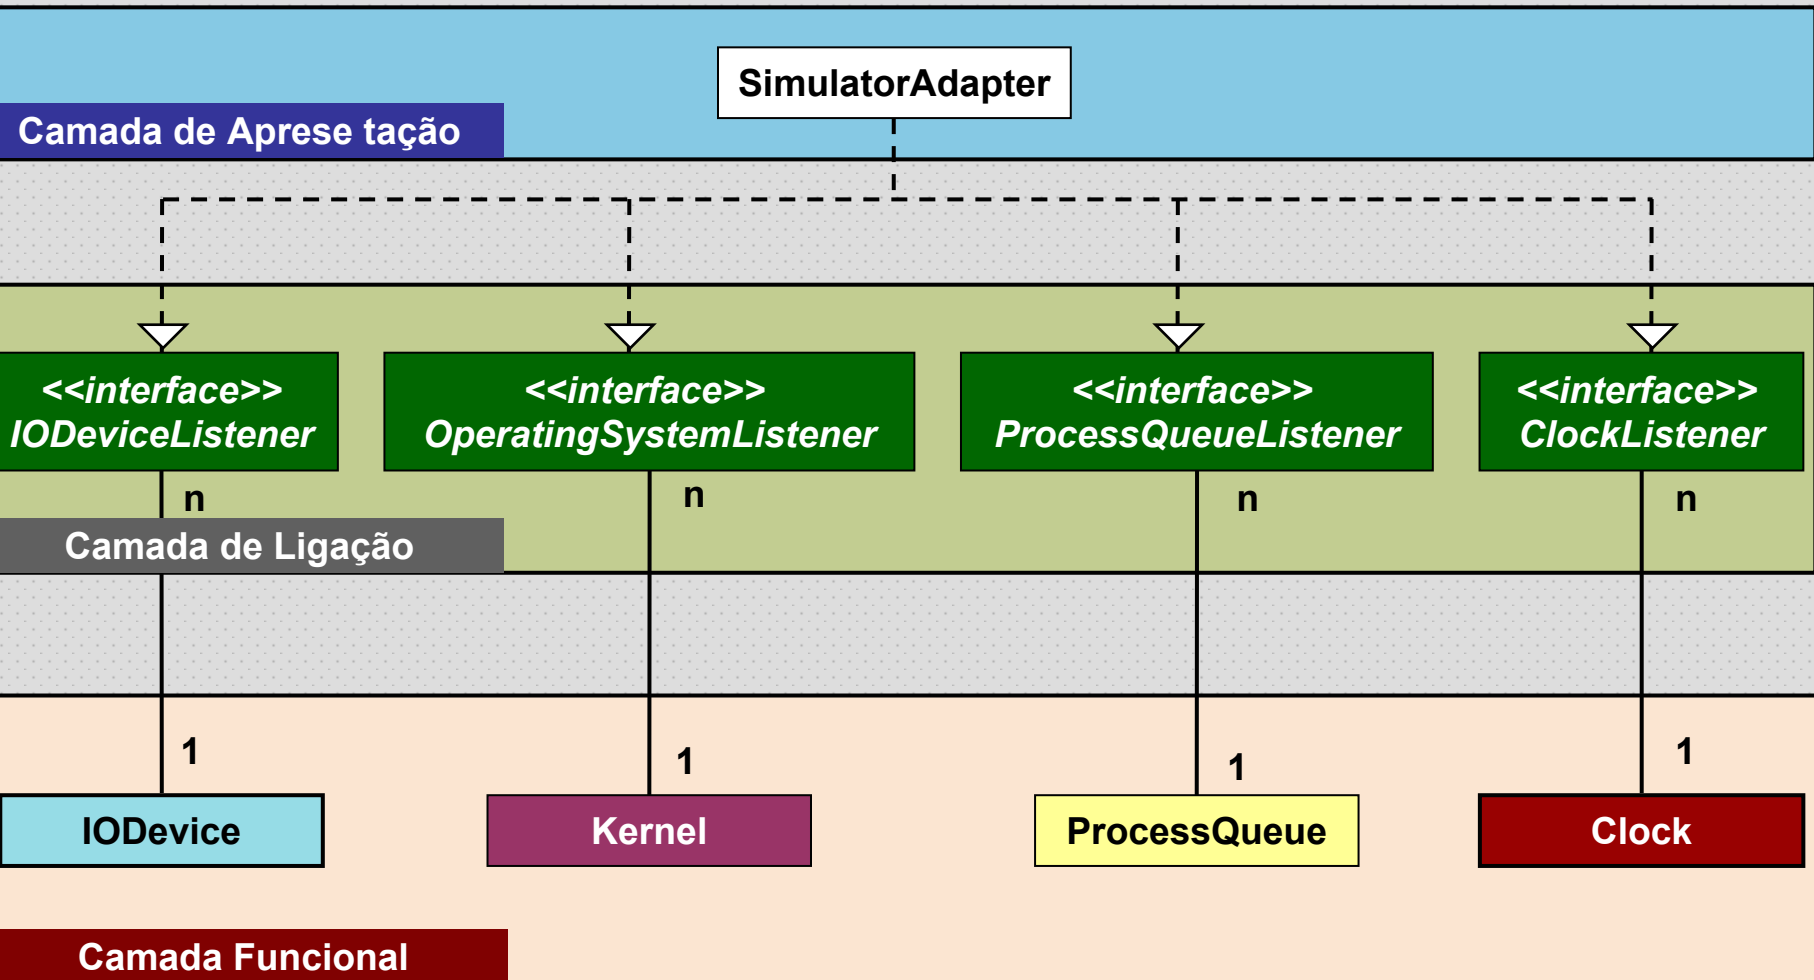 SimulatorAdapter
Camada de Aprese tação
<<interface>>
IODeviceListener
<<interface>>
OperatingSystemListener
<<interface>>
ProcessQueueListener
<<interface>>
ClockListener
n
n
n
n
Camada de Ligação
1
1
1
1
IODevice
Kernel
ProcessQueue
Clock
Camada Funcional